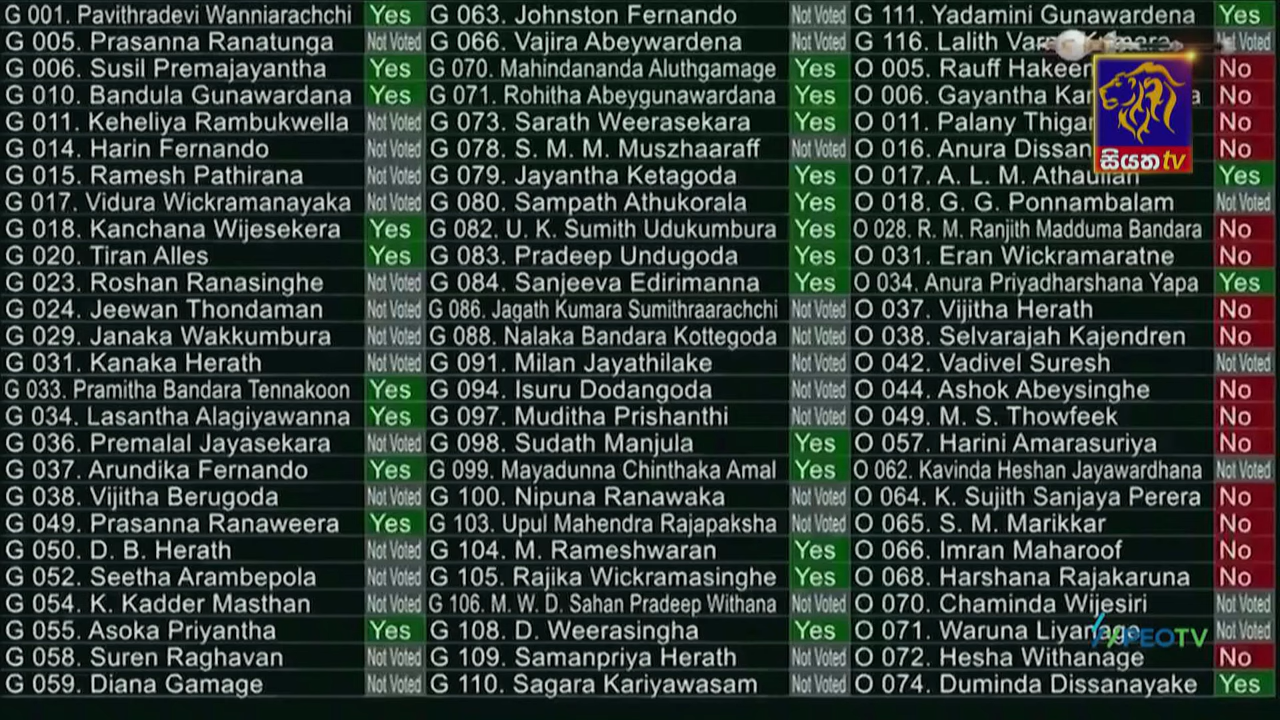 G 001. Pavithradevi Wanniarachchi Yes
G 005. Prasanna Ranatunga Not Voted
G 006. Susil Premajayantha Yes
G 010. Bandula Gunawardana Yes
G 011. Keheliya Rambukwella Not Voted
G 014. Harin Fernando Not Voted
G 015. Ramesh Pathirana Not Voted
G 017. Vidura Wickramanayaka Not Voted
G 018. Kanchana Wijesekera Yes
G 020. Tiran Alles Yes
G 023. Roshan Ranasinghe Not Voted
G 024. Jeewan Thondaman Not Voted
G 029. Janaka Wakkumbura Not Voted
G 031. Kanaka Herath Not Voted
G 033. Pramitha Bandara Tennakoon Yes
G 034. Lasantha Alagiyawanna Yes
G 036. Premalal Jayasekara Not Voted
G 037. Arundika Fernando Yes
G 038. Vijitha Berugoda Not Voted
G 049. Prasanna Ranaweera Yes
G 050. D. B. Herath Not Voted
G 052. Seetha Arambepola Not Voted
G 054. K. Kadder Masthan Not Voted
G 055. Asoka Priyantha Yes
G 058. Suren Raghavan Not Voted
G 059. Diana Gamage Not Voted
G 063. Johnston Fernando Not Voted
G 066. Vajira Abeywardena Not Voted
G 070. Mahindananda Aluthgamage Yes
G 071. Rohitha Abeygunawardana Yes
G 073. Sarath Weerasekara Yes
G 078. S. M. M. Muszhaaraff Not Voted
G 079. Jayantha Ketagoda Yes
G 080. Sampath Athukorala Yes
G 082. U. K. Sumith Udukumbura Yes
G 083. Pradeep Undugoda Yes
G 084. Sanjeeva Edirimanna Yes
G 086. Jagath Kumara Sumithraarachchi Not Voted
G 088. Nalaka Bandara Kottegoda Not Voted
G 091. Milan Jayathilake Not Voted
G 094. Isuru Dodangoda Not Voted
G 097. Muditha Prishanthi Not Voted
G 098. Sudath Manjula Yes
G 099. Mayadunna Chinthaka Amal Yes
G 100. Nipuna Ranawaka Not Voted
G 103. Upul Mahendra Rajapaksha Not Voted
G 104. M. Rameshwaran Yes
G 105. Rajika Wickramasinghe Yes
G 106. M. W. D. Sahan Pradeep Withana Not Voted
G 108. D. Weerasingha Yes
G 109. Samanpriya Herath Not Voted
G 110. Sagara Kariyawasam Not Voted
G 111. Yadamini Gunawardena Yes
G 116. Lalith Varna Kumara Not Voted
O 005. Rauff Hakeem No
O 006. Gayantha No
O 011. Palany No
O 016. Anura No
O 017. A. L. M. Athaullah Yes
O 018. G. G. Ponnambalam Not Voted
O 028. R. M. Ranjith Madduma Bandara No
O 031. Eran Wickramaratne No
O 034. Anura Priyadharshana Yapa Yes
O 037. Vijitha Herath No
O 038. Selvarajah Kajendren No
O 042. Vadivel Suresh Not Voted
O 044. Ashok Abeysinghe No
O 049. M. S. Thowfeek No
O 057. Harini Amarasuriya No
O 062. Kavinda Heshan Jayawardhana Not Voted
O 064. K. Sujith Sanjaya Perera No
O 065. S. M. Marikkar No
O 066. Imran Maharoof No
O 068. Harshana Rajakaruna No
O 070. Chaminda Wijesiri Not Voted
O 071. Waruna Liyanage Not Voted
O 072. Hesha Withanage No
O 074. Duminda Dissanayake Yes
සියත tv
PEOTV